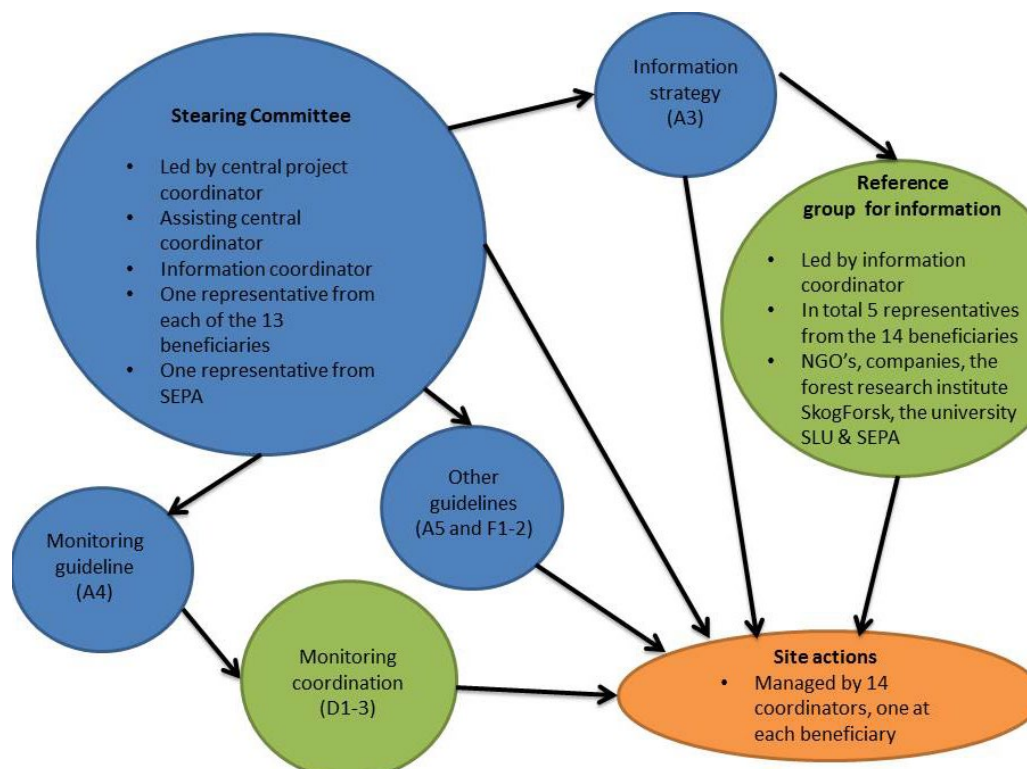 Stearing Committee
• Led by central project
coordinator
• Assisting central
coordinator
• Information coordinator
• One representative from
each of the 13
beneficiaries
• One representative from
SEPA
Information
strategy
(A3)
Reference
group for information
• Led by information
coordinator
• In total 5 representatives
from the 14 beneficiaries
• NGO's, companies, the
forest research institute
SkogForsk, the university
SLU & SEPA
Other
guidelines
(A5 and F1-2)
Monitoring
guideline
(A4)
Monitoring
coordination
(D1-3)
Site actions
• Managed by 14
coordinators, one at
each beneficiary